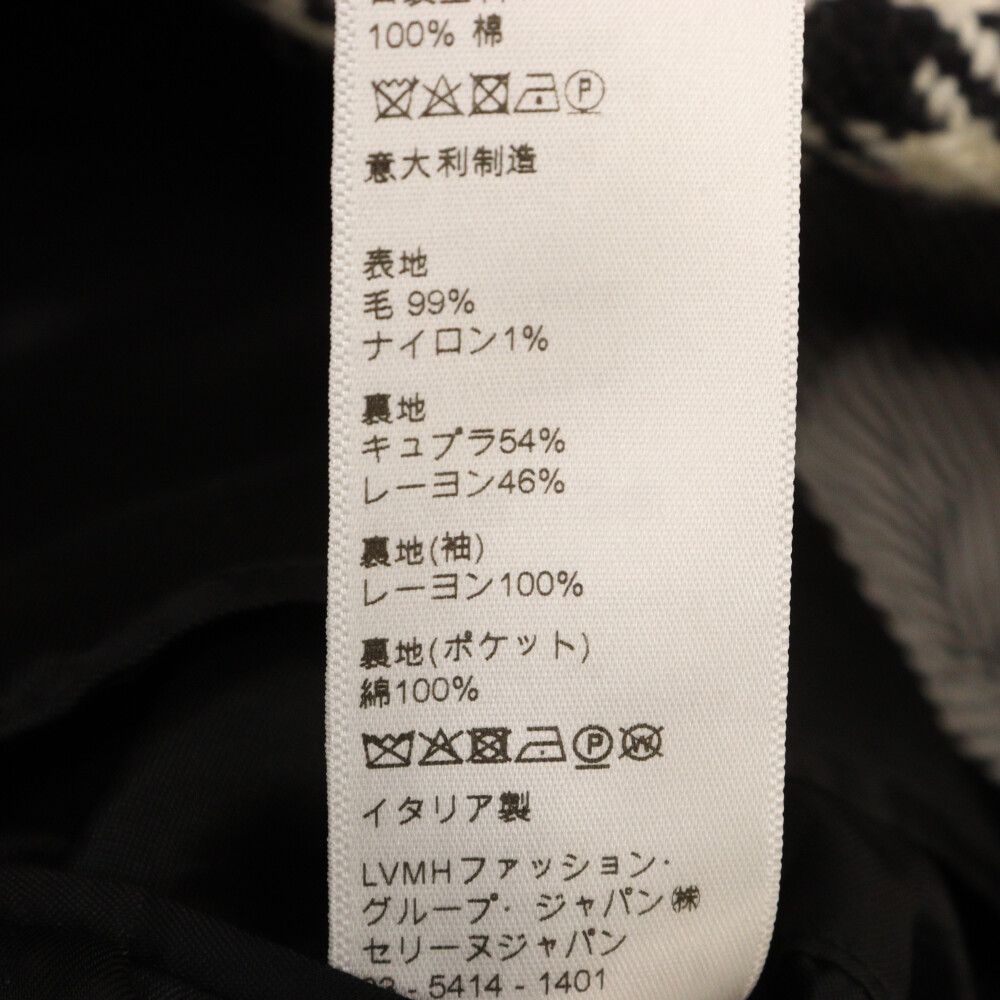 100% 棉
意大利制造
表地
毛 99%
ナイロン1%
裏地
キュプラ54%
レーヨン46%
裏地(袖)
レーヨン100%
裏地(ポケット)
綿100%
イタリア製
LVMHファッション・
グループ・ジャパン㈱
セリーヌジャパン
- 5414 - 1401